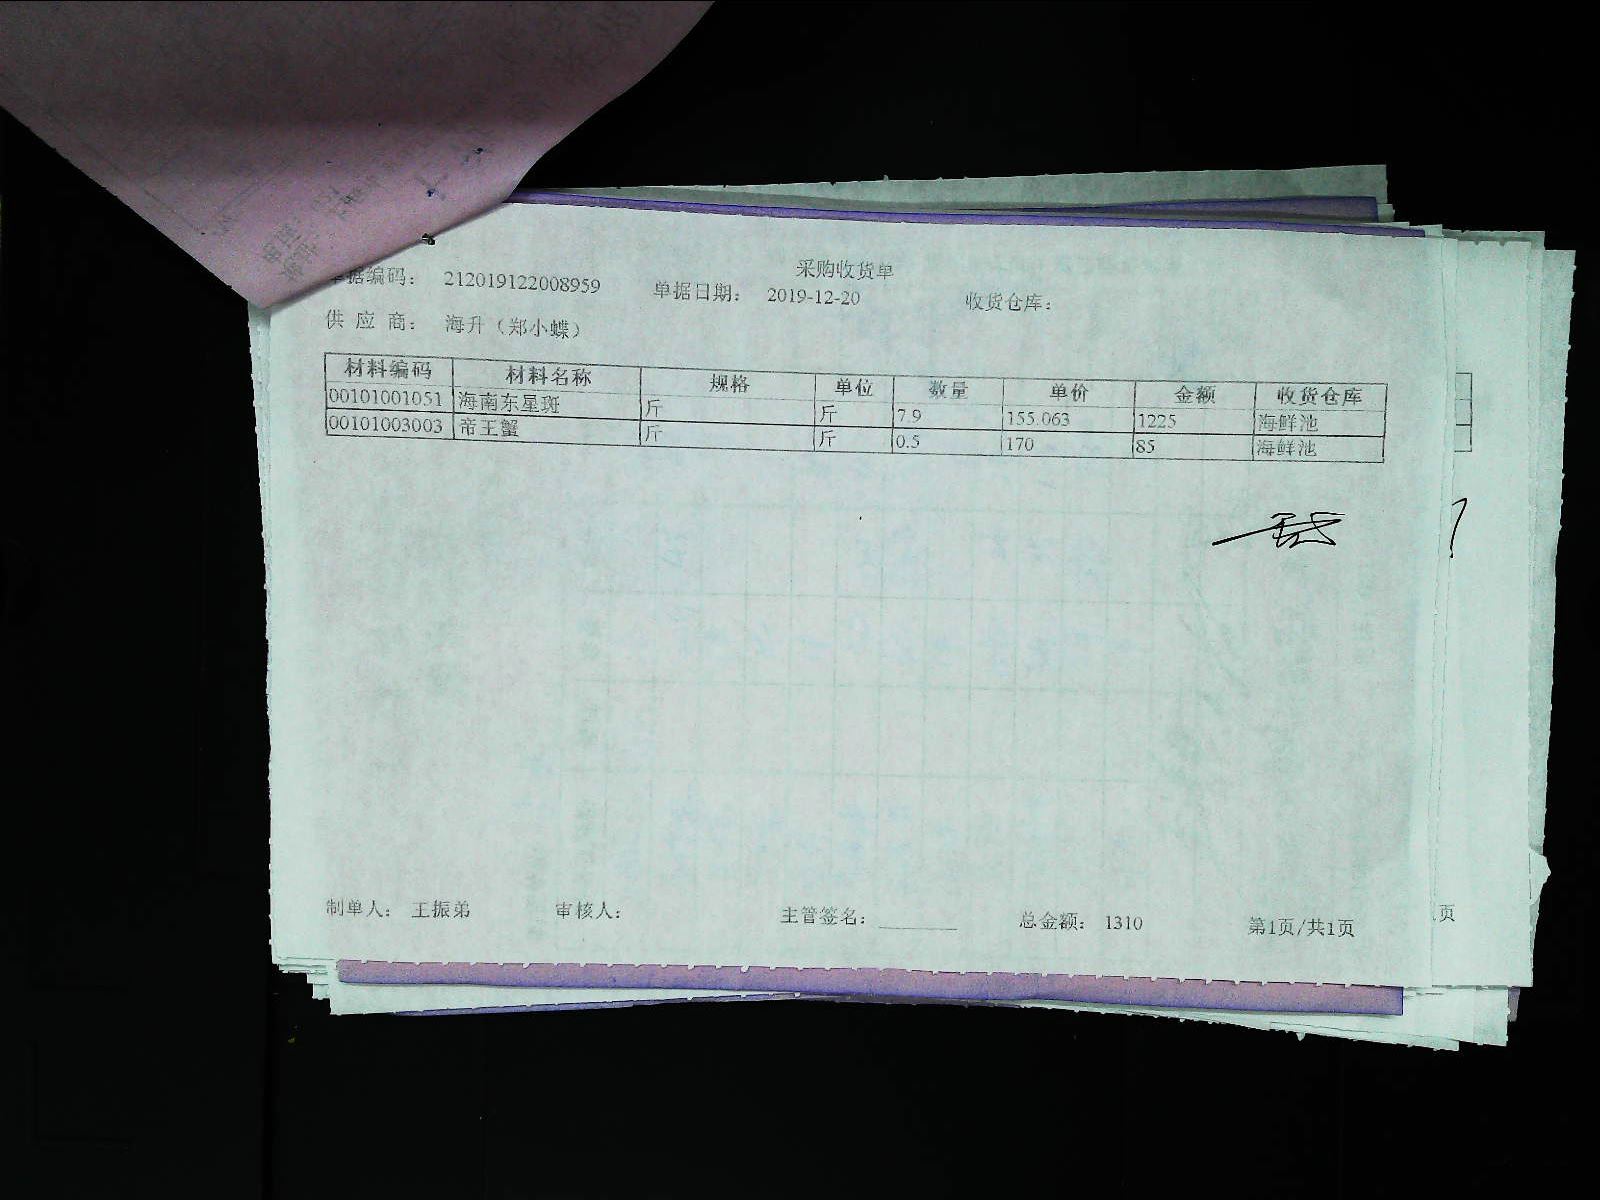 采购收货单
单据编码： 212019122008959 单据日期： 2019-12-20 收货仓库：
供 应 商： 海升（郑小蝶）
材料编码 材料名称 规格 单位 数量 单价 金额 收货仓库
00101001051 海南东星斑 斤 斤 7.9 155.063 1225 海鲜池
00101003003 帝王蟹 斤 斤 0.5 170 85 海鲜池
制单人： 王振弟 审核人： 主管签名： 总金额： 1310 第1页/共1页
页